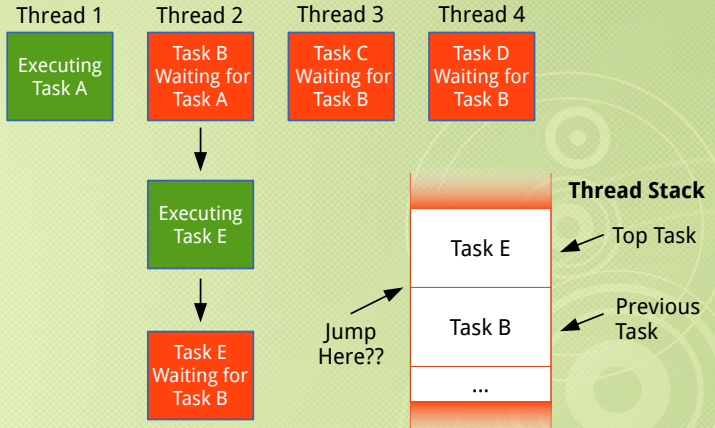 Thread 1
Thread 2
Thread 3
Thread 4
Executing
Task A
Task B
Waiting for
Task A
Task C
Waiting for
Task B
Task D
Waiting for
Task B
Executing
Task E
Task E
Waiting for
Task B
Thread Stack
Task E
Top Task
Task B
Previous
Task
Jump
Here??
...